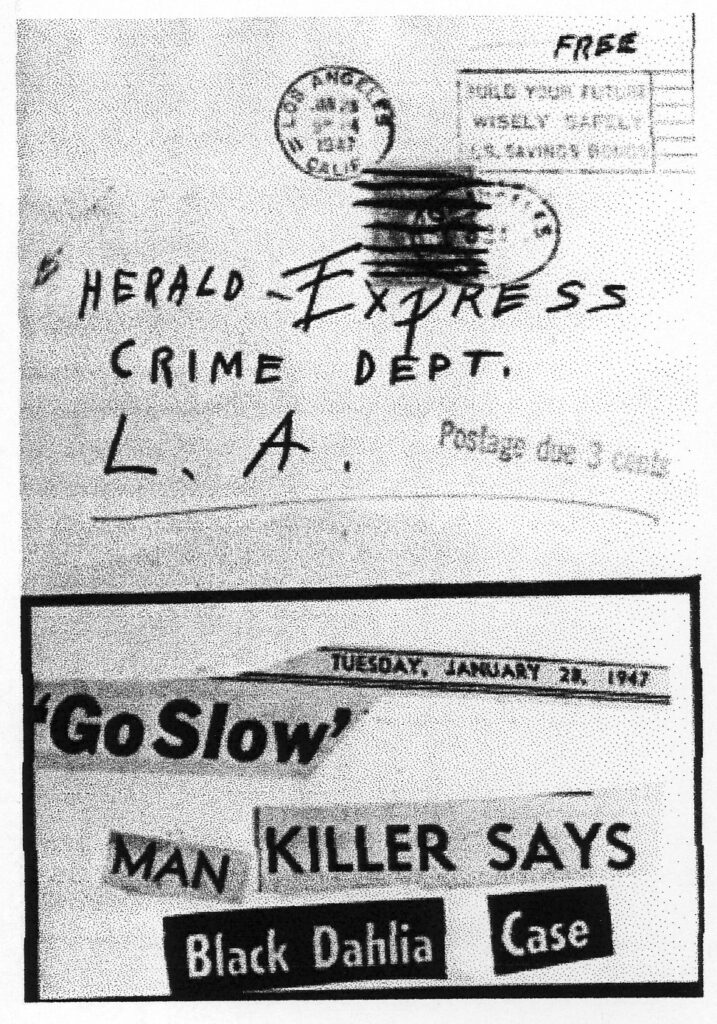 FREE
LOS ANGELES
1947
CALIF
BUILD YOUR FUTURE
WISELY SAFELY
U.S. SAVINGS BONDS
HERALD-EXPRESS
CRIME DEPT.
L. A.
Postage due 3 cents
TUESDAY, JANUARY 28, 1947
'Go Slow'
MAN KILLER SAYS
Black Dahlia Case